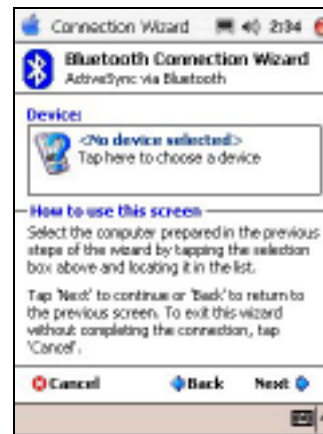 Connection Wizard 2:34
Bluetooth Connection Wizard
ActiveSync via Bluetooth
Device:
<No device selected>
Tap here to choose a device
How to use this screen
Select the computer prepared in the previous
steps of the wizard by tapping the selection
box above and locating it in the list.
Tap 'Next' to continue or 'Back' to return to
the previous screen. To exit this wizard
without completing the connection, tap
'Cancel'.
Cancel Back Next